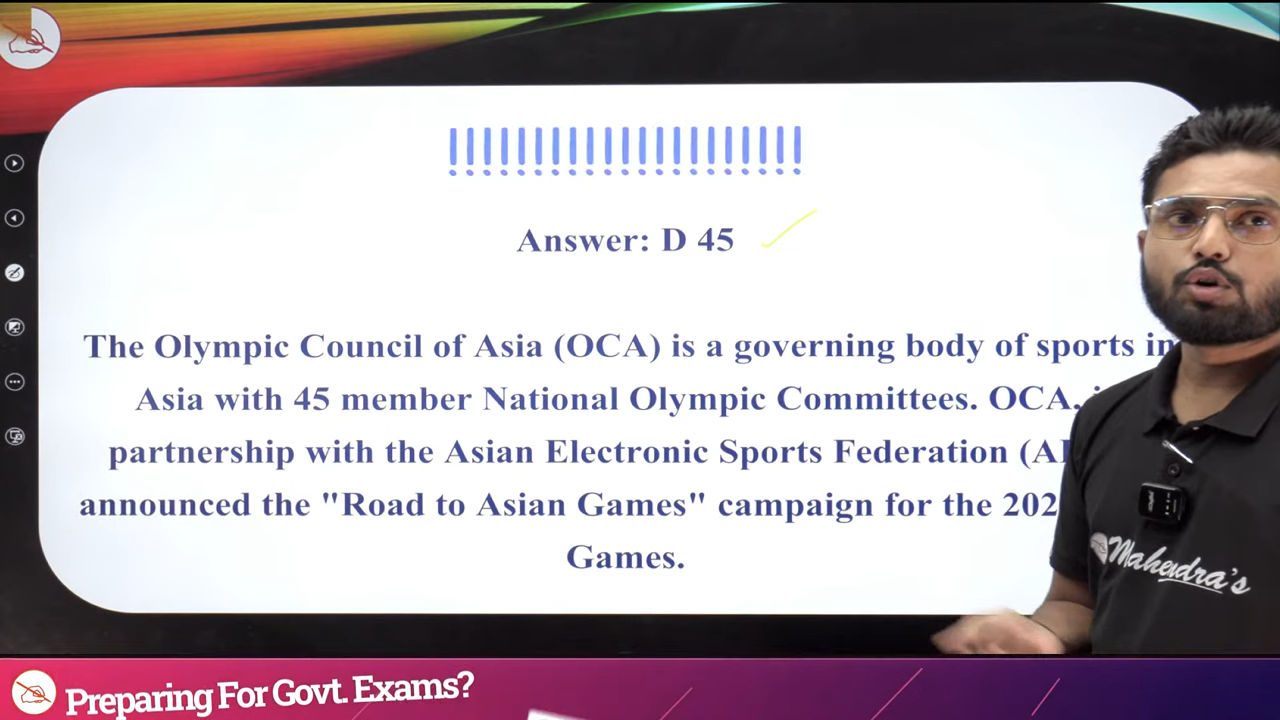 !!!!!!!!!!!!!!!!!!!!!
Answer: D 45
The Olympic Council of Asia (OCA) is a governing body of sports in
Asia with 45 member National Olympic Committees. OCA,
partnership with the Asian Electronic Sports Federation
announced the "Road to Asian Games" campaign for the
Games.
Mahendra's
Preparing For Govt. Exams?